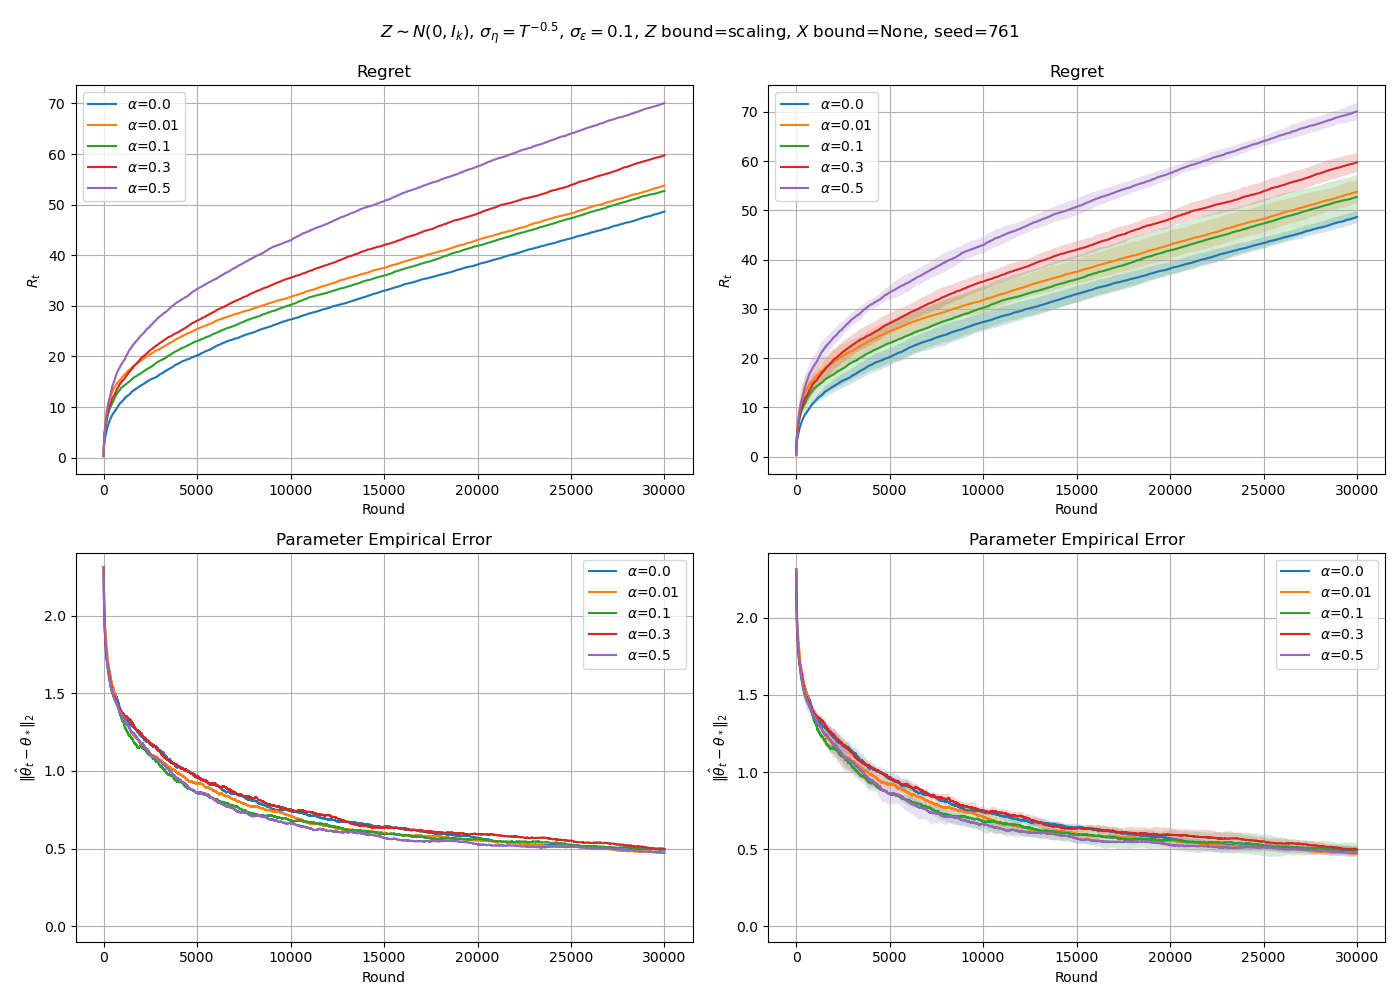 Z ∼ N(0, I_k), σ_η = T^{−0.5}, σ_ε = 0.1, Z bound=scaling, X bound=None, seed=761
Regret
70
60
50
40
30
20
10
0
R_t
α=0.0
α=0.01
α=0.1
α=0.3
α=0.5
0 5000 10000 15000 20000 25000 30000
Round
Regret
70
60
50
40
30
20
10
0
R_t
α=0.0
α=0.01
α=0.1
α=0.3
α=0.5
0 5000 10000 15000 20000 25000 30000
Round
Parameter Empirical Error
2.0
1.5
1.0
0.5
0.0
‖θ̂_t − θ_*‖_2
α=0.0
α=0.01
α=0.1
α=0.3
α=0.5
0 5000 10000 15000 20000 25000 30000
Round
Parameter Empirical Error
2.0
1.5
1.0
0.5
0.0
‖θ̂_t − θ_*‖_2
α=0.0
α=0.01
α=0.1
α=0.3
α=0.5
0 5000 10000 15000 20000 25000 30000
Round